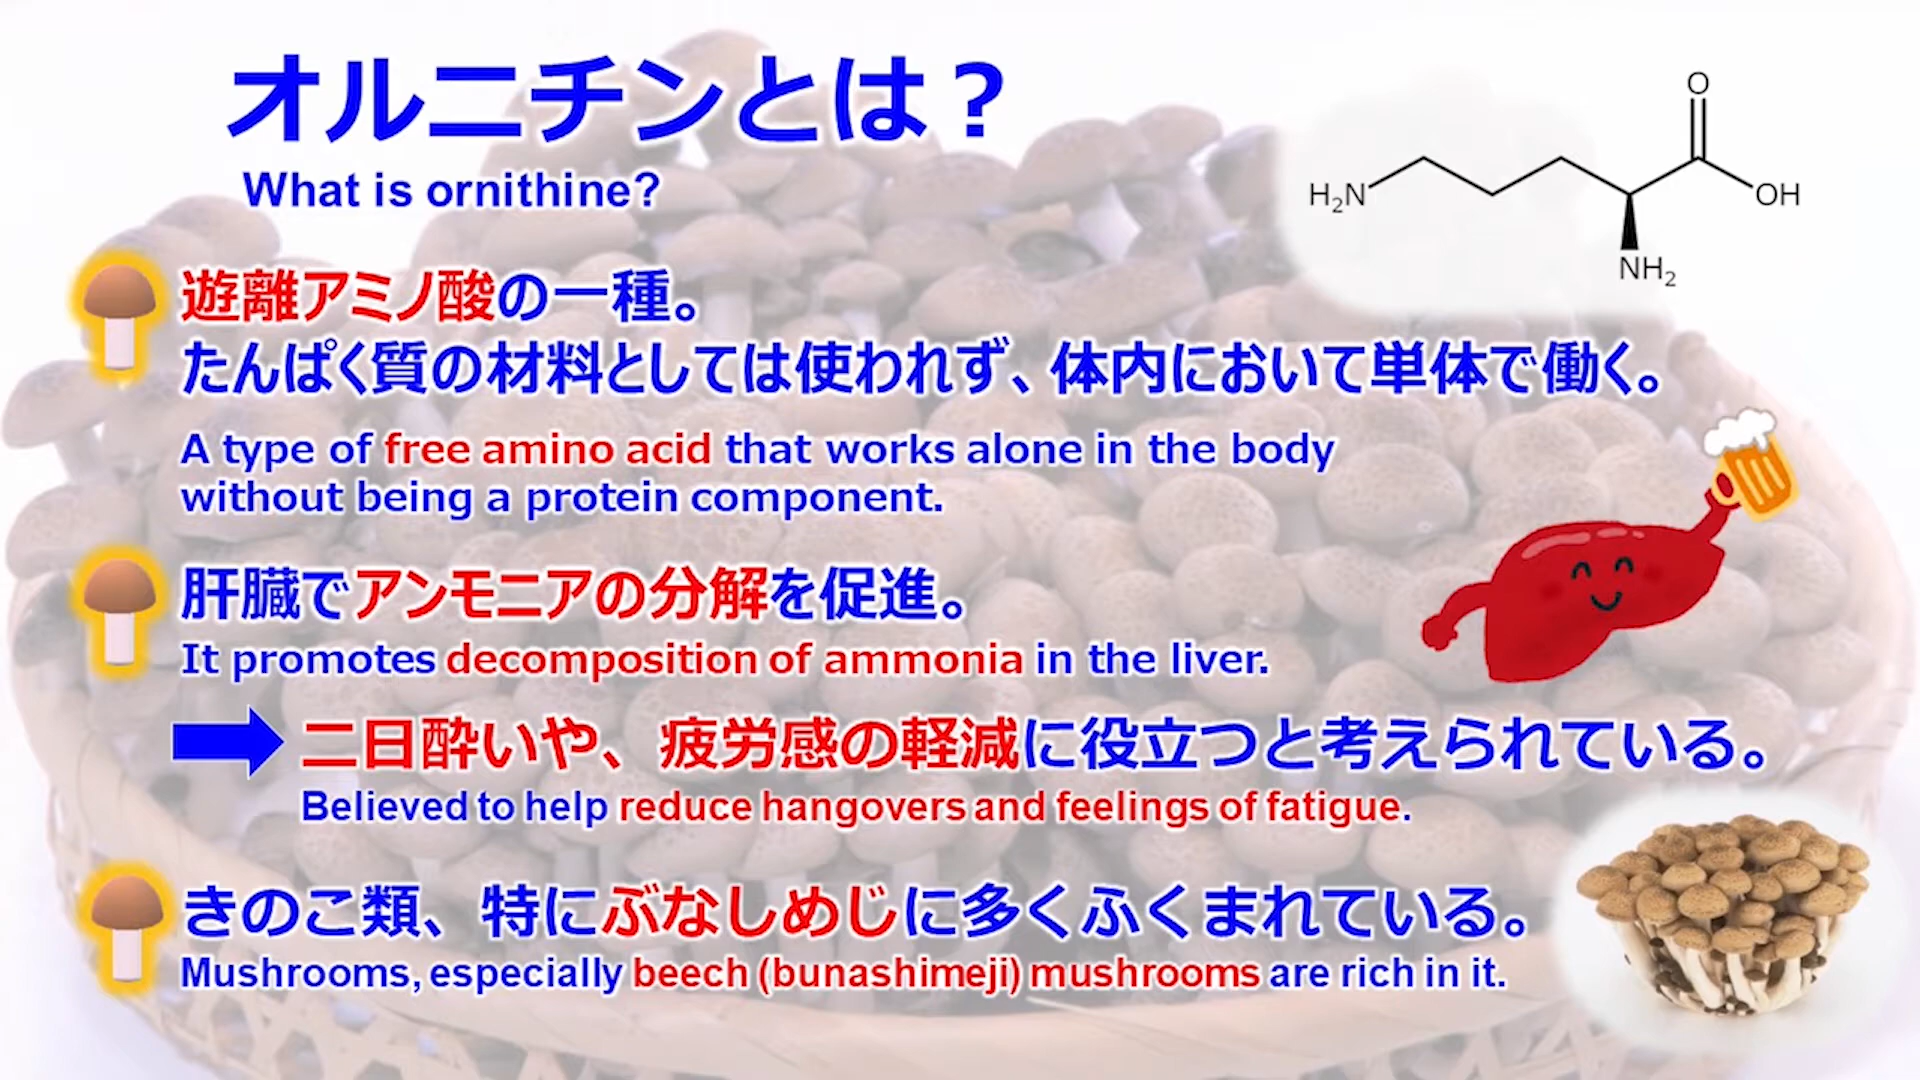 オルニチンとは？
What is ornithine?
O
H₂N
OH
NH₂
遊離アミノ酸の一種。
たんぱく質の材料としては使われず、体内において単体で働く。
A type of free amino acid that works alone in the body
without being a protein component.
肝臓でアンモニアの分解を促進。
It promotes decomposition of ammonia in the liver.
二日酔いや、疲労感の軽減に役立つと考えられている。
Believed to help reduce hangovers and feelings of fatigue.
きのこ類、特にぶなしめじに多くふくまれている。
Mushrooms, especially beech (bunashimeji) mushrooms are rich in it.